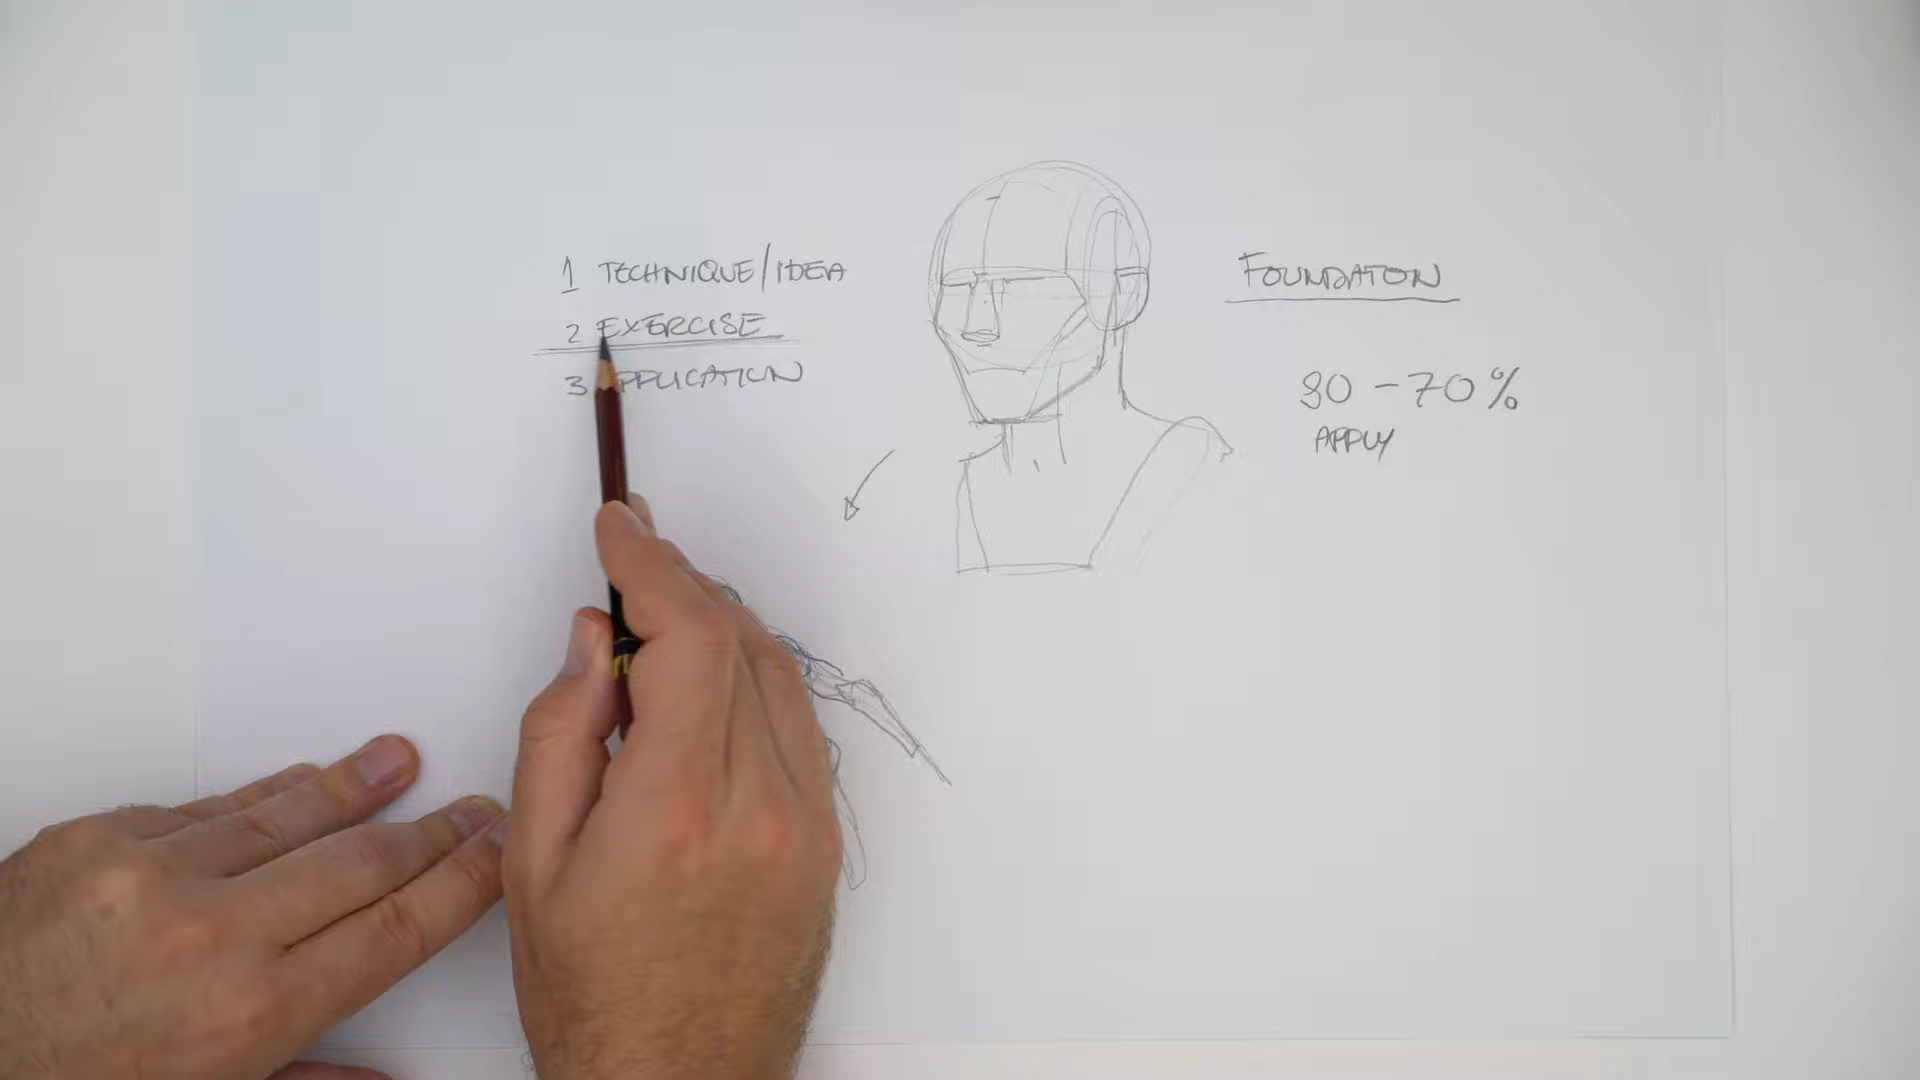 1 TECHNIQUE/IDEA
2 EXERCISE
3 APPLICATION
FOUNDATON
30 - 70%
APPLY